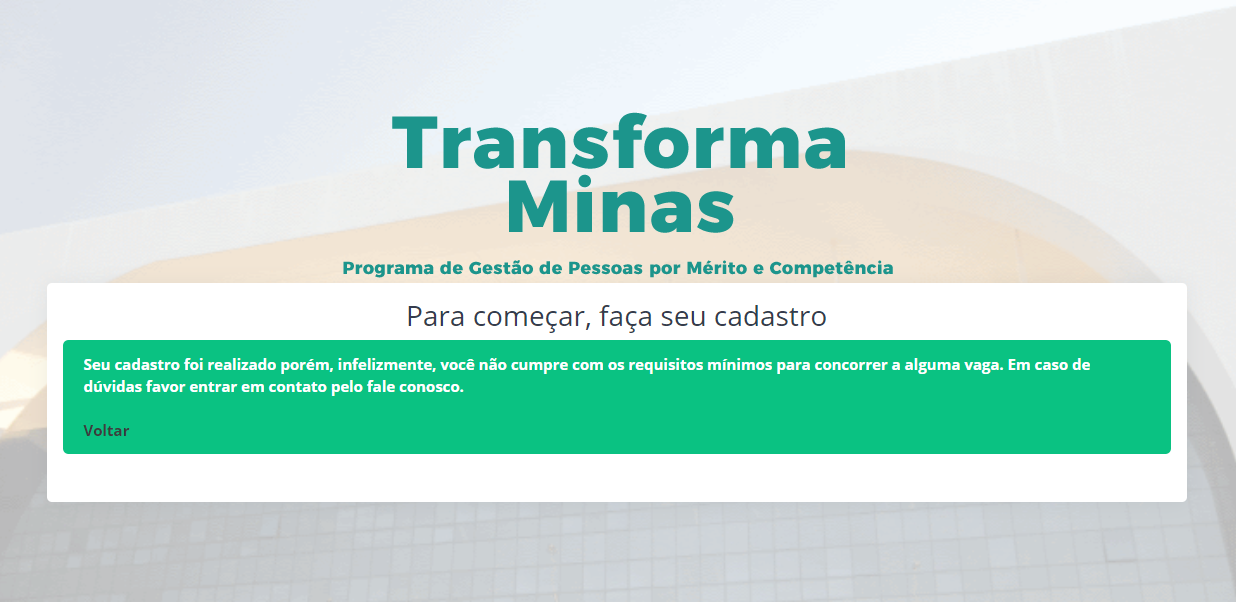 Transforma
Minas
Programa de Gestão de Pessoas por Mérito e Competência
Para começar, faça seu cadastro
Seu cadastro foi realizado porém, infelizmente, você não cumpre com os requisitos mínimos para concorrer a alguma vaga. Em caso de
dúvidas favor entrar em contato pelo fale conosco.
Voltar